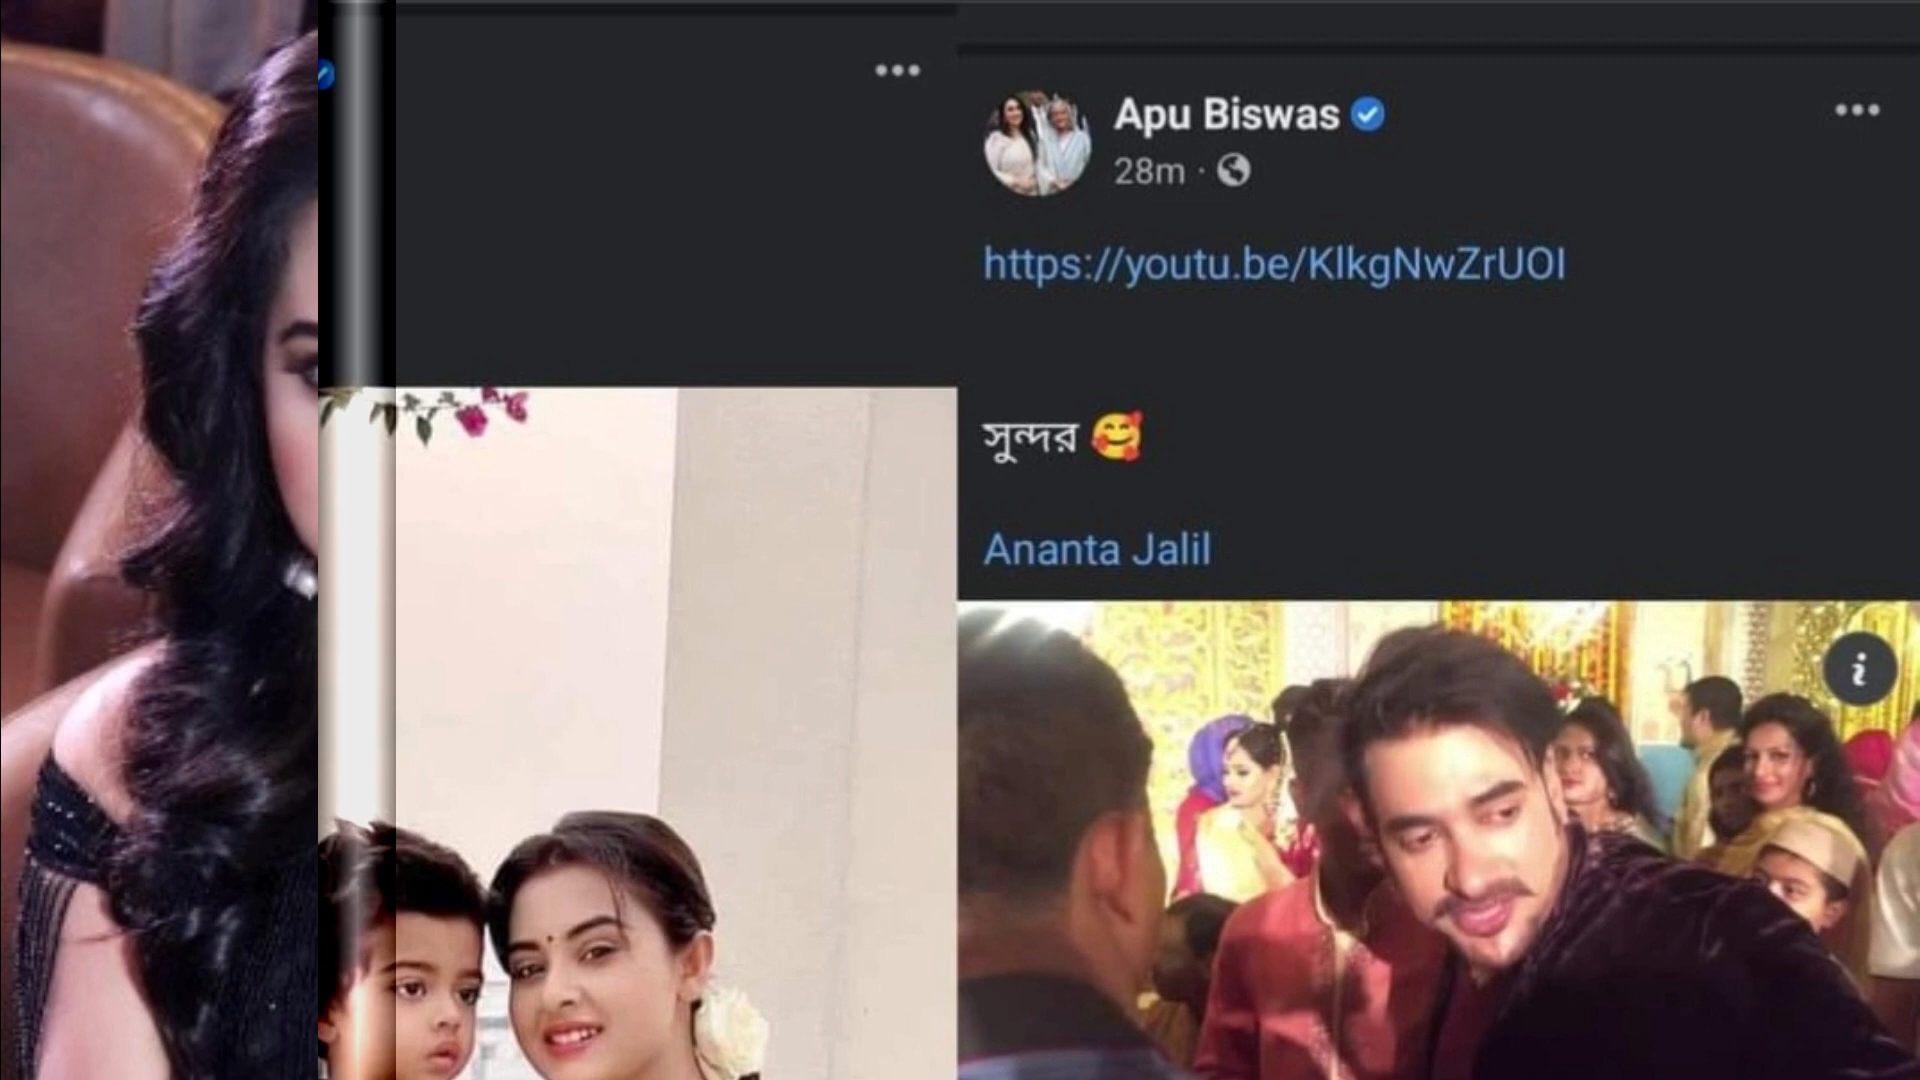 Apu Biswas
28m ·
https://youtu.be/KlkgNwZrUOI
সুন্দর 🥰
Ananta Jalil